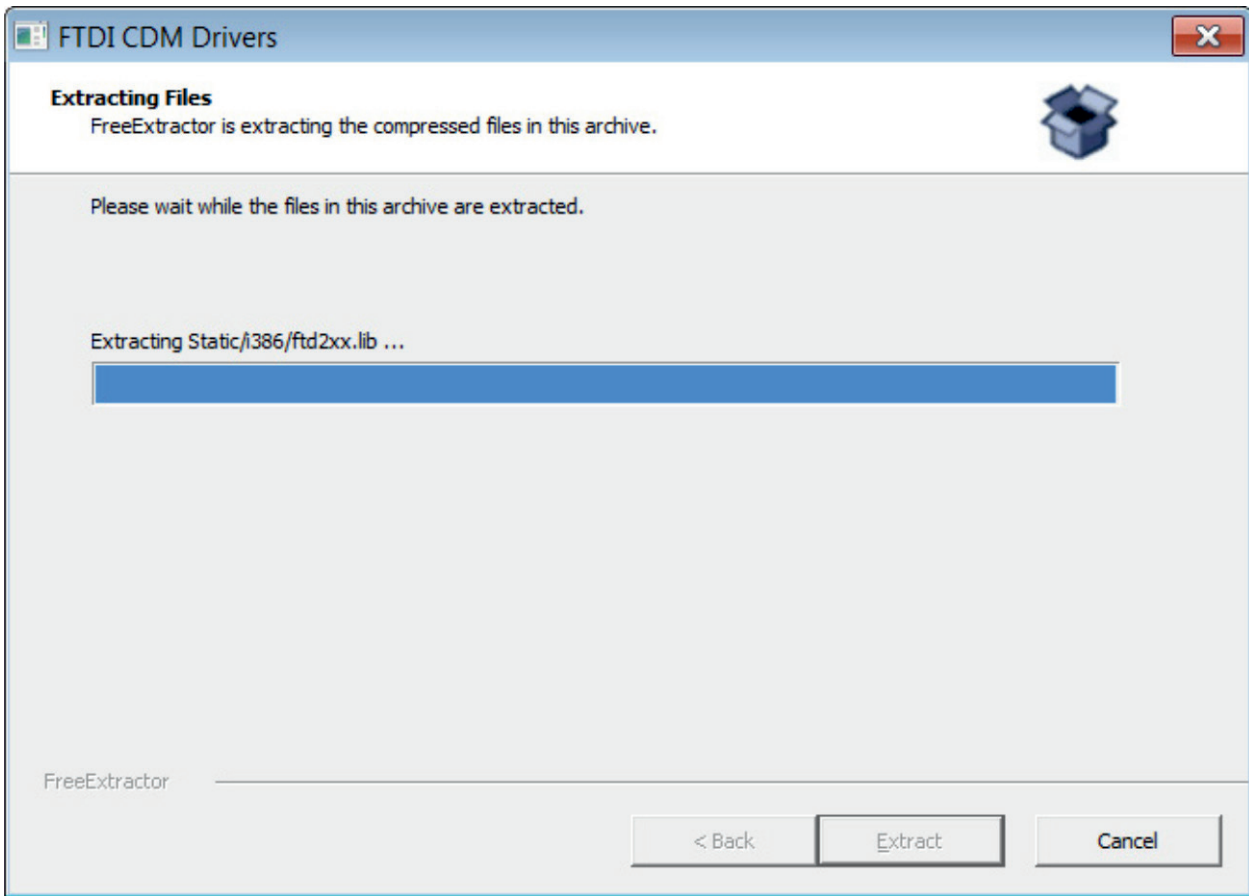 FTDI CDM Drivers
Extracting Files
FreeExtractor is extracting the compressed files in this archive.
Please wait while the files in this archive are extracted.
Extracting Static/i386/ftd2xx.lib ...
FreeExtractor
< Back Extract Cancel